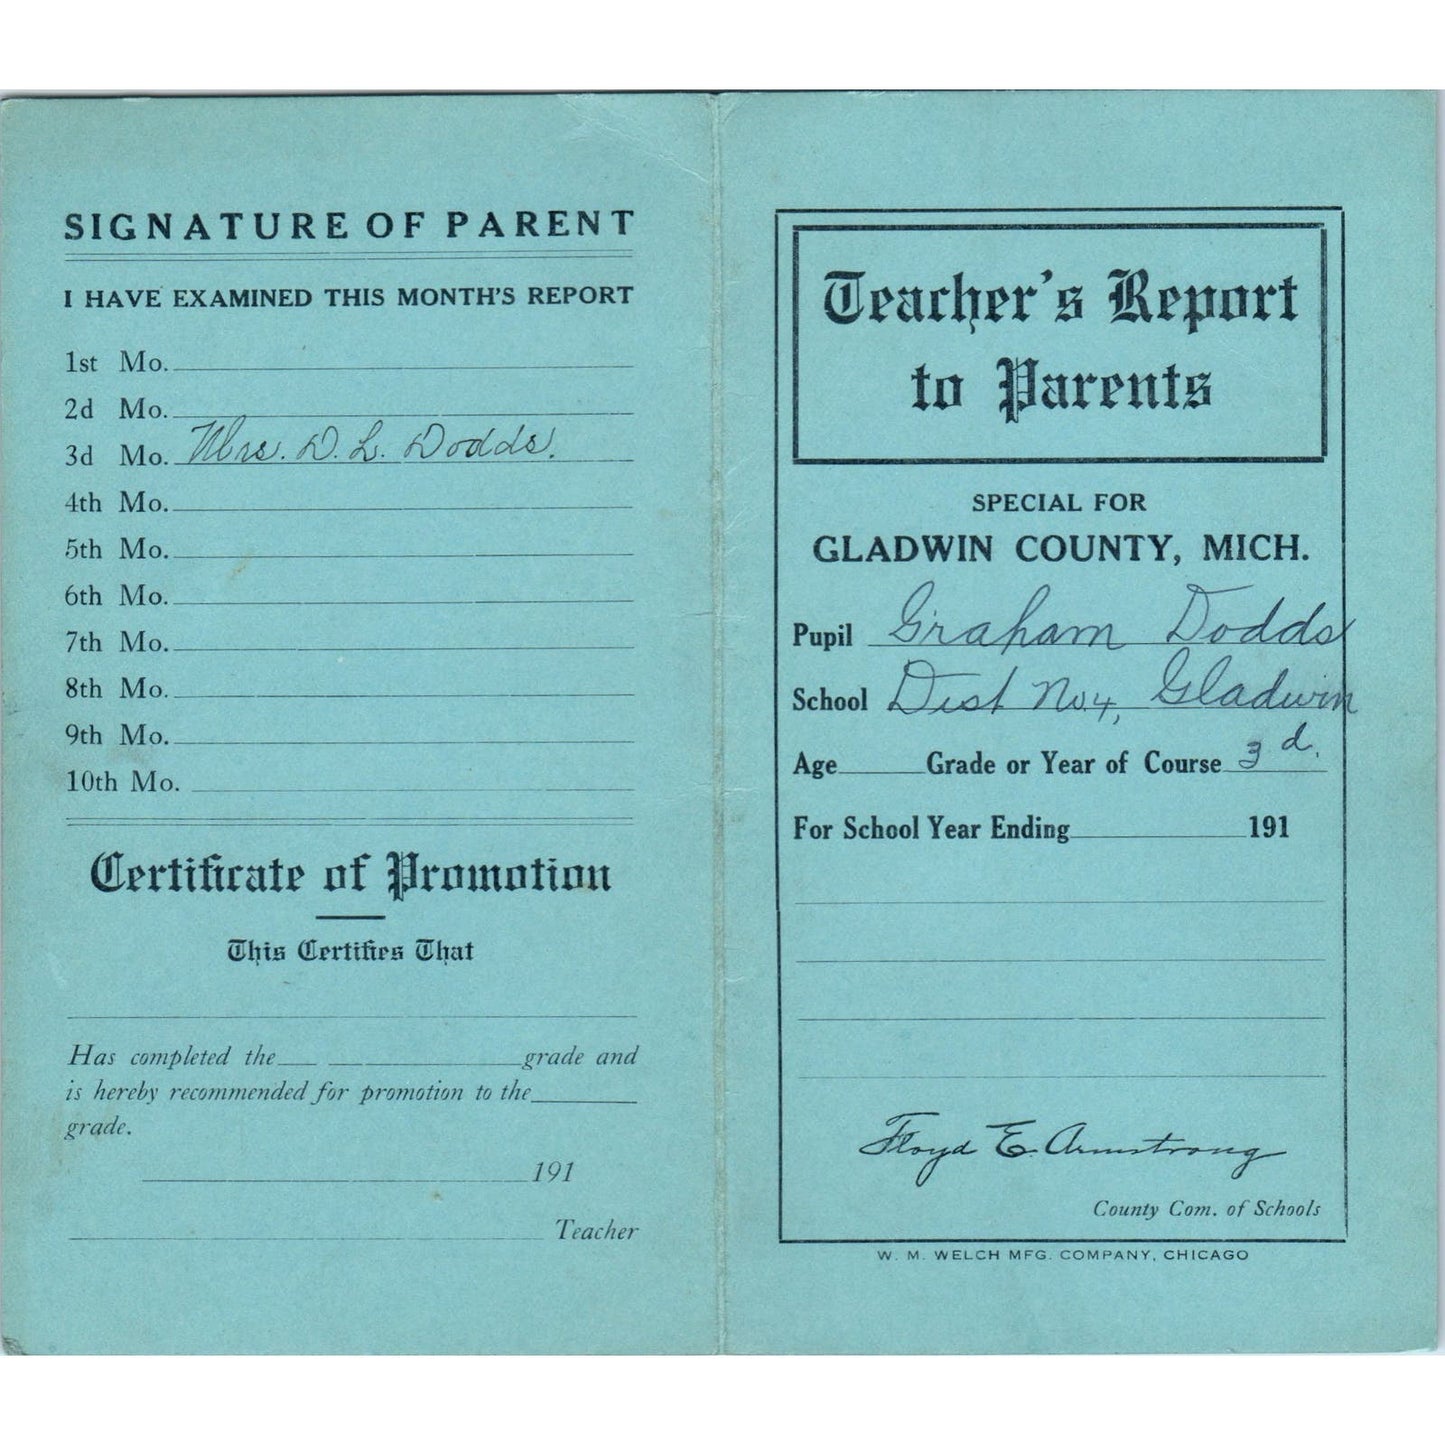 SIGNATURE OF PARENT
I HAVE EXAMINED THIS MONTH'S REPORT
1st Mo.
2d Mo.
3d Mo. Mrs. D. L. Dodds.
4th Mo.
5th Mo.
6th Mo.
7th Mo.
8th Mo.
9th Mo.
10th Mo.
Certificate of Promotion
This Certifies That
Has completed the grade and
is hereby recommended for promotion to the
grade.
191
Teacher
Teacher's Report
to Parents
SPECIAL FOR
GLADWIN COUNTY, MICH.
Pupil Graham Dodds
School Dist No. 4, Gladwin
Age Grade or Year of Course 3 d.
For School Year Ending 191
Floyd E. Armstrong
County Com. of Schools
W. M. WELCH MFG. COMPANY, CHICAGO